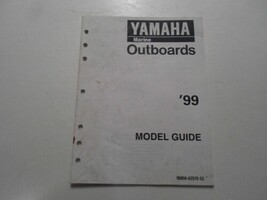 YAMAHA
Marine
Outboards
'99
MODEL GUIDE